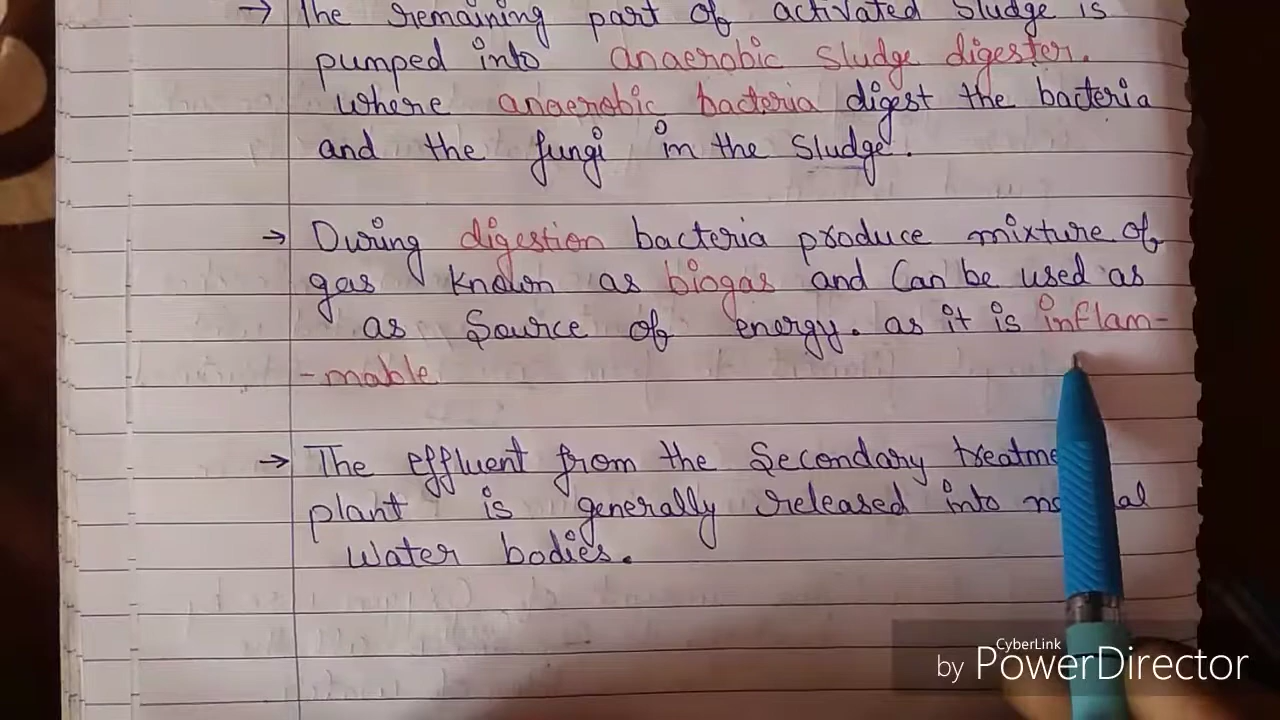 → The remaining part of activated sludge is
pumped into anaerobic sludge digester.
where anaerobic bacteria digest the bacteria
and the fungi in the sludge.
→ During digestion bacteria produce mixture of
gas known as biogas and can be used as
as source of energy. as it is inflam-
-mable
→ The effluent from the secondary treatme
plant is generally released into
water bodies.
CyberLink
by PowerDirector